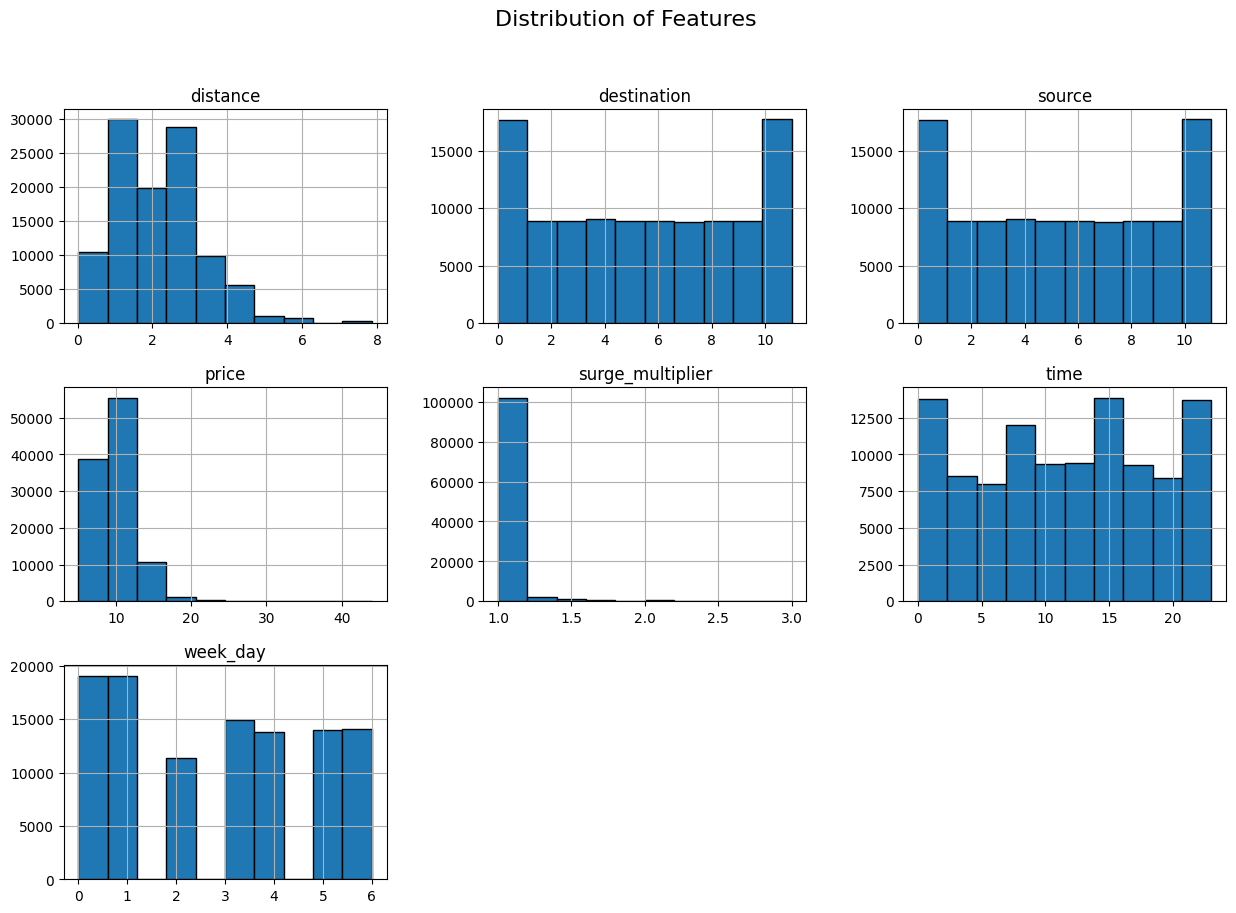 Distribution of Features
distance
30000
25000
20000
15000
10000
5000
0
0 2 4 6 8
destination
15000
10000
5000
0
0 2 4 6 8 10
source
15000
10000
5000
0
0 2 4 6 8 10
price
50000
40000
30000
20000
10000
0
10 20 30 40
surge_multiplier
100000
80000
60000
40000
20000
0
1.0 1.5 2.0 2.5 3.0
time
12500
10000
7500
5000
2500
0
0 5 10 15 20
week_day
20000
15000
10000
5000
0
0 1 2 3 4 5 6